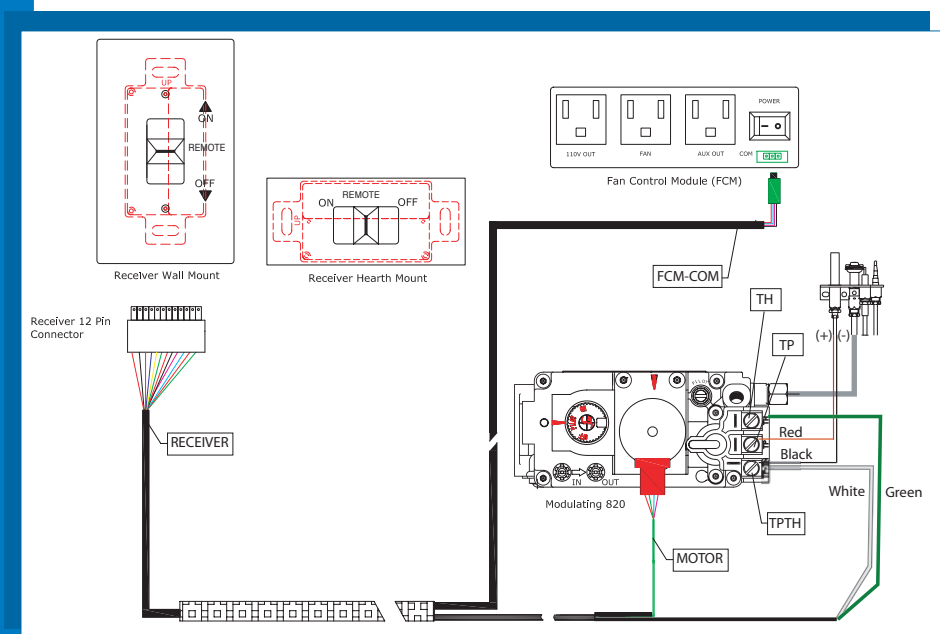 UP
ON
REMOTE
OFF
Receiver Wall Mount
REMOTE
ON
OFF
UP
Receiver Hearth Mount
POWER
110V OUT
FAN
AUX OUT
COM
Fan Control Module (FCM)
FCM-COM
TH
TP
(+)
(-)
Receiver 12 Pin
Connector
RECEIVER
PILOT
Red
Black
IN
OUT
Modulating 820
White
Green
TPTH
MOTOR